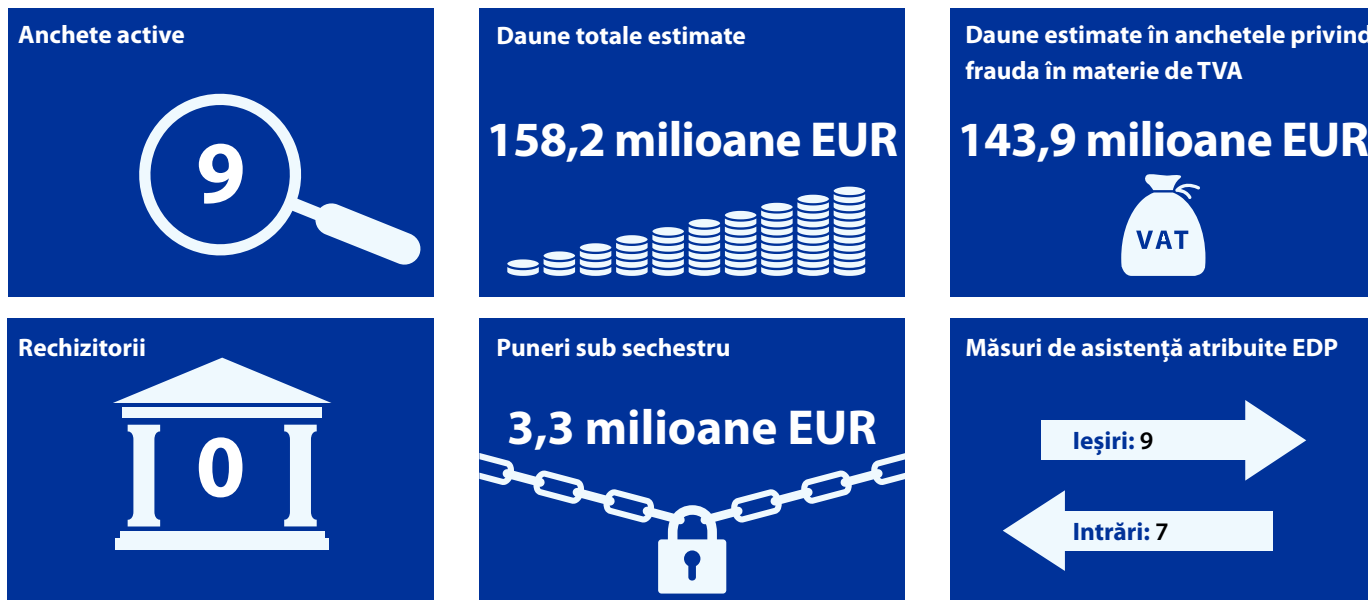 Anchete active
9
Daune totale estimate
158,2 milioane EUR
Daune estimate în anchetele privind
frauda în materie de TVA
143,9 milioane EUR
VAT
Rechizitorii
0
Puneri sub sechestru
3,3 milioane EUR
Măsuri de asistență atribuite EDP
Ieșiri: 9
Intrări: 7